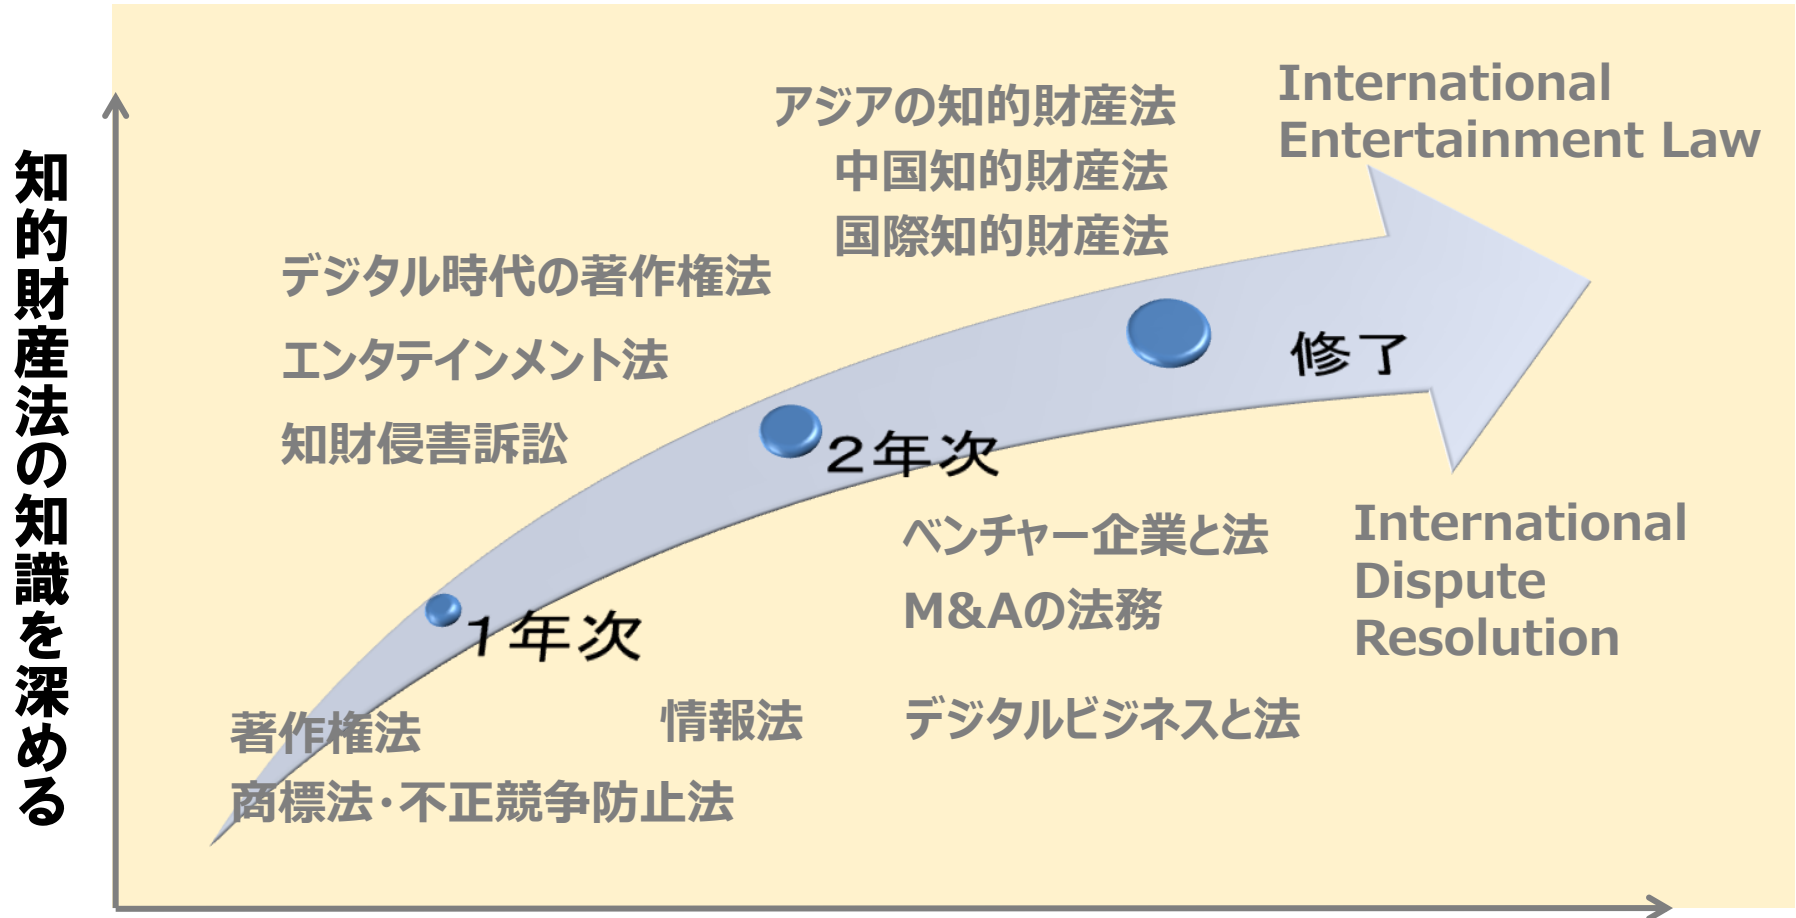 知的財産法の知識を深める
アジアの知的財産法
中国知的財産法
国際知的財産法
International
Entertainment Law
デジタル時代の著作権法
エンタテインメント法
知財侵害訴訟
修了
2年次
1年次
ベンチャー企業と法
M&Aの法務
デジタルビジネスと法
International
Dispute
Resolution
著作権法
情報法
商標法・不正競争防止法